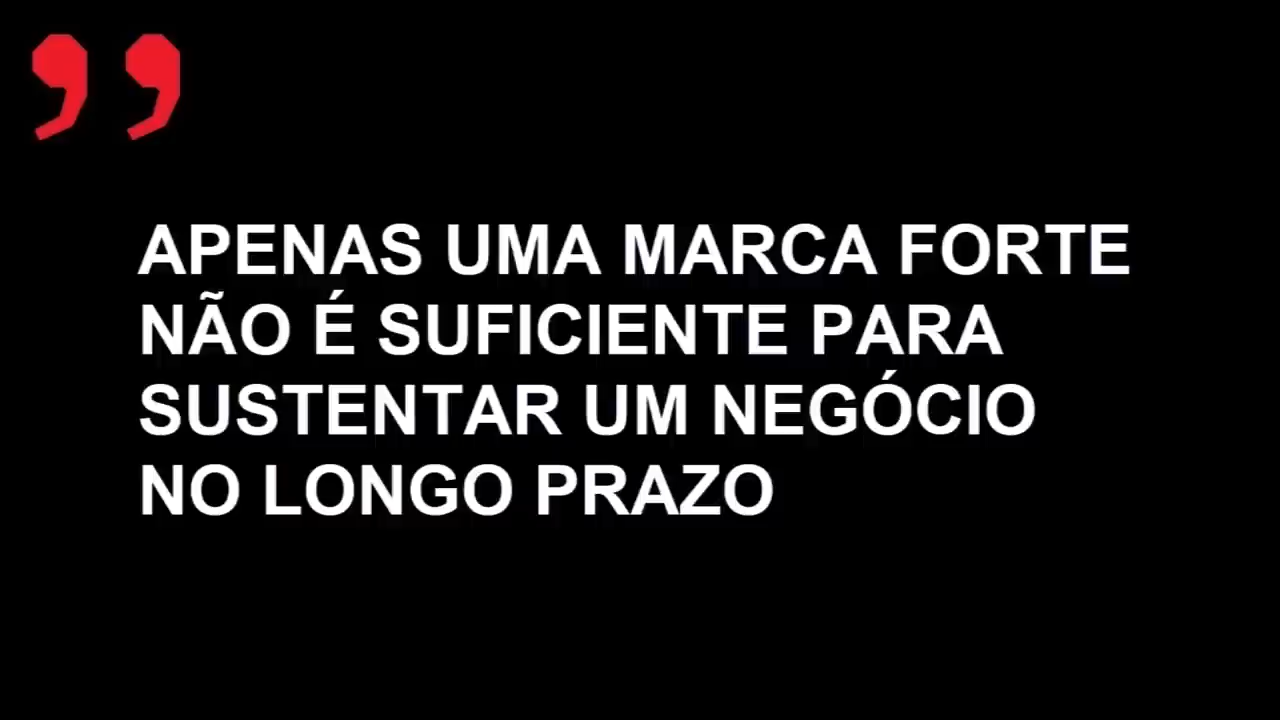 ”
APENAS UMA MARCA FORTE
NÃO É SUFICIENTE PARA
SUSTENTAR UM NEGÓCIO
NO LONGO PRAZO